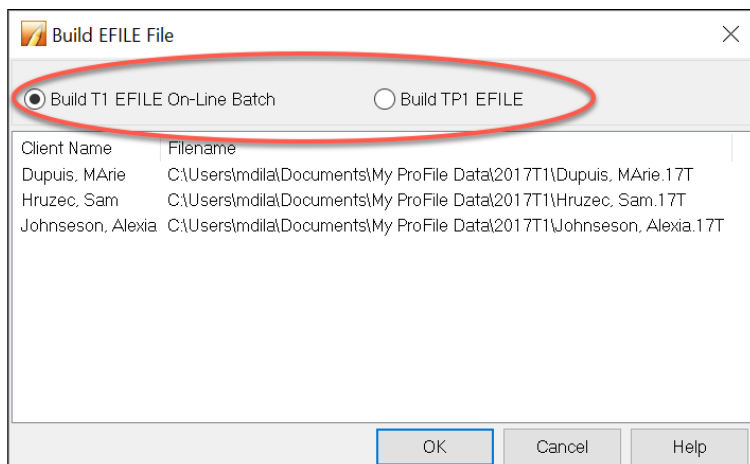 Build EFILE File
Build T1 EFILE On-Line Batch Build TP1 EFILE
Client Name Filename
Dupuis, MArie C:\Users\mdila\Documents\My ProFile Data\2017T1\Dupuis, MArie.17T
Hruzec, Sam C:\Users\mdila\Documents\My ProFile Data\2017T1\Hruzec, Sam.17T
Johnseson, Alexia C:\Users\mdila\Documents\My ProFile Data\2017T1\Johnseson, Alexia.17T
OK Cancel Help